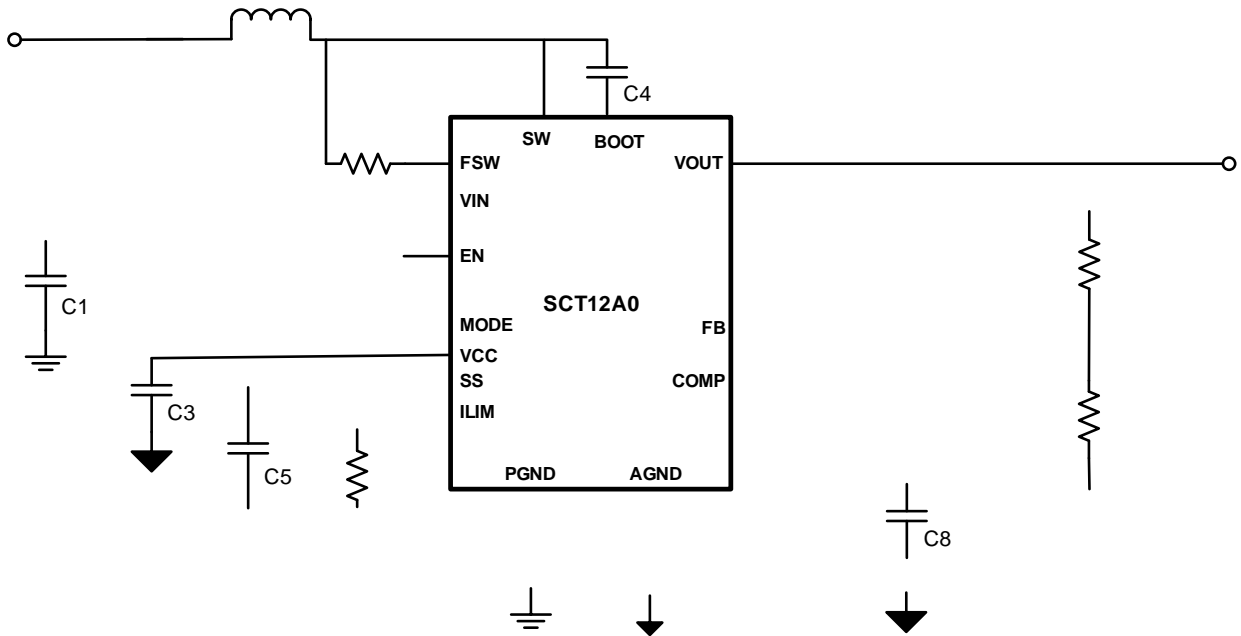 C4
SW
BOOT
FSW
VOUT
VIN
EN
C1
SCT12A0
MODE
FB
VCC
SS
COMP
C3
ILIM
C5
PGND
AGND
C8